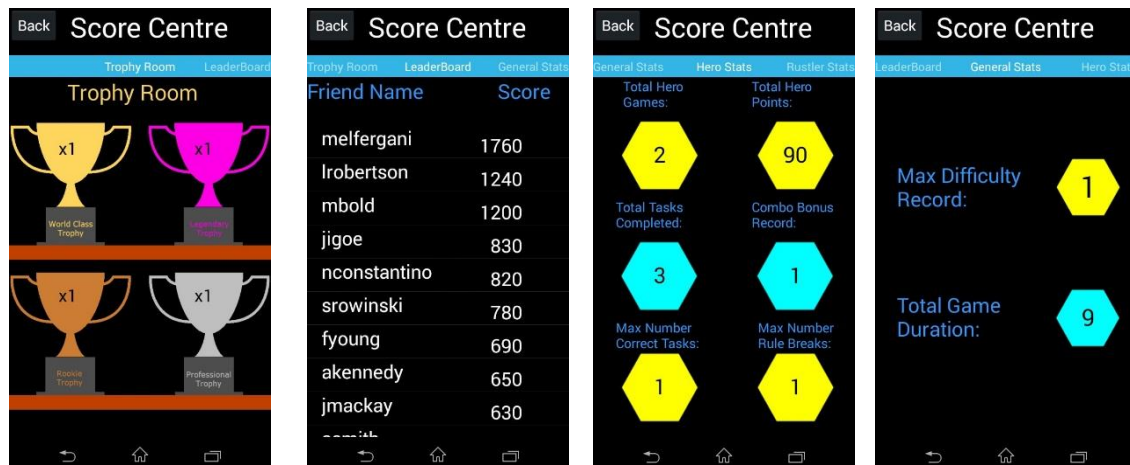 Back Score Centre
Trophy Room LeaderBoard
Trophy Room
x1 x1
World Class Legendary
Trophy Trophy
x1 x1
Rookie Professional
Trophy Trophy
Back Score Centre
Trophy Room LeaderBoard General Stats
Friend Name Score
melfergani 1760
lrobertson 1240
mbold 1200
jigoe 830
nconstantino 820
srowinski 780
fyoung 690
akennedy 650
jmackay 630
Back Score Centre
General Stats Hero Stats Rustler Stats
Total Hero Total Hero
Games: Points:
2 90
Total Tasks Combo Bonus
Completed: Record:
3 1
Max Number Max Number
Correct Tasks: Rule Breaks:
1 1
Back Score Centre
LeaderBoard General Stats Hero Stat
Max Difficulty
Record:
1
Total Game
Duration:
9